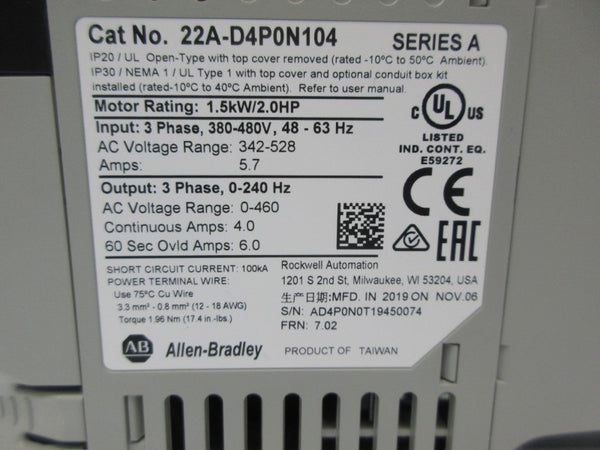 Cat No. 22A-D4P0N104 SERIES A
IP20 / UL Open-Type with top cover removed (rated -10°C to 50°C Ambient).
IP30 / NEMA 1 / UL Type 1 with top cover and optional conduit box kit
installed (rated-10°C to 40°C Ambient). Refer to user manual.
Motor Rating: 1.5kW/2.0HP
Input: 3 Phase, 380-480V, 48 - 63 Hz
AC Voltage Range: 342-528
Amps: 5.7
C UL US
LISTED
IND. CONT. EQ.
E59272
CE
EAC
Output: 3 Phase, 0-240 Hz
AC Voltage Range: 0-460
Continuous Amps: 4.0
60 Sec Ovld Amps: 6.0
SHORT CIRCUIT CURRENT: 100kA
POWER TERMINAL WIRE:
Use 75°C Cu Wire
3.3 mm² - 0.8 mm² (12 - 18 AWG)
Torque 1.96 Nm (17.4 in.-lbs.)
Rockwell Automation
1201 S 2nd St, Milwaukee, WI 53204, USA
生产日期:MFD. IN 2019 ON NOV.06
S/N: AD4P0N0T19450074
FRN: 7.02
AB Allen-Bradley PRODUCT OF TAIWAN